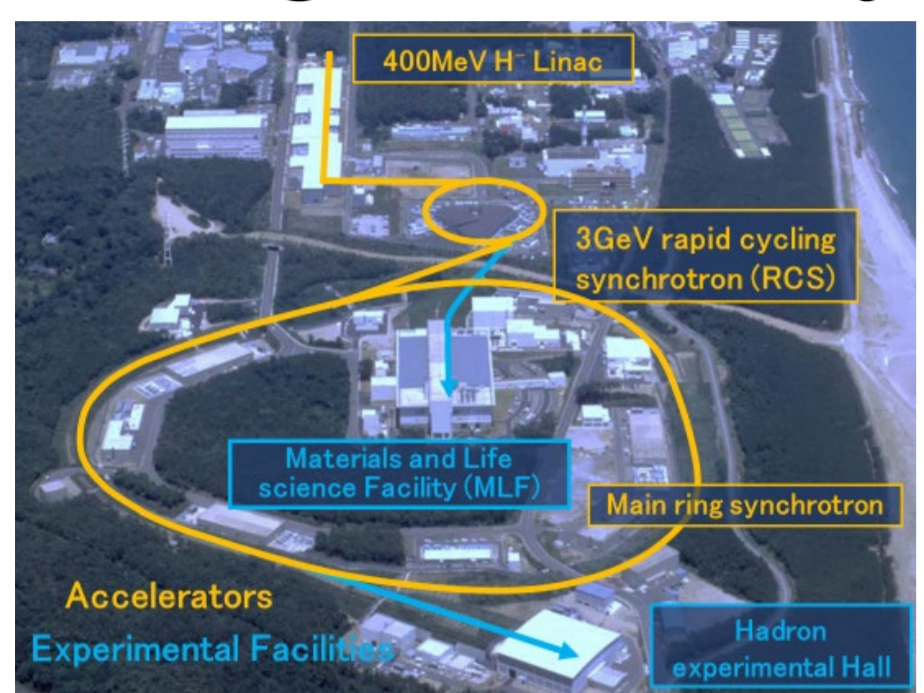 400MeV H⁻ Linac
3GeV rapid cycling
synchrotron (RCS)
Materials and Life
science Facility (MLF)
Main ring synchrotron
Accelerators
Experimental Facilities
Hadron
experimental Hall